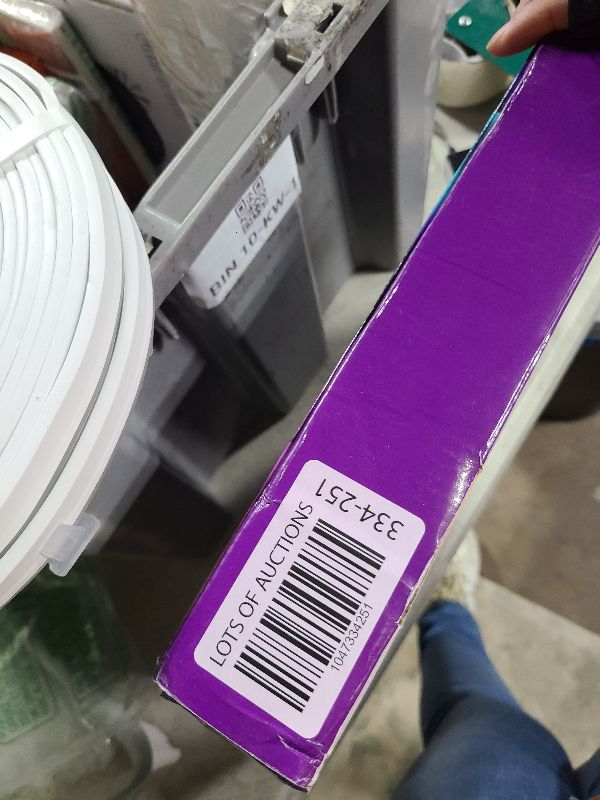 BIN 10-KW-1
LOTS OF AUCTIONS
1047334251
334-251